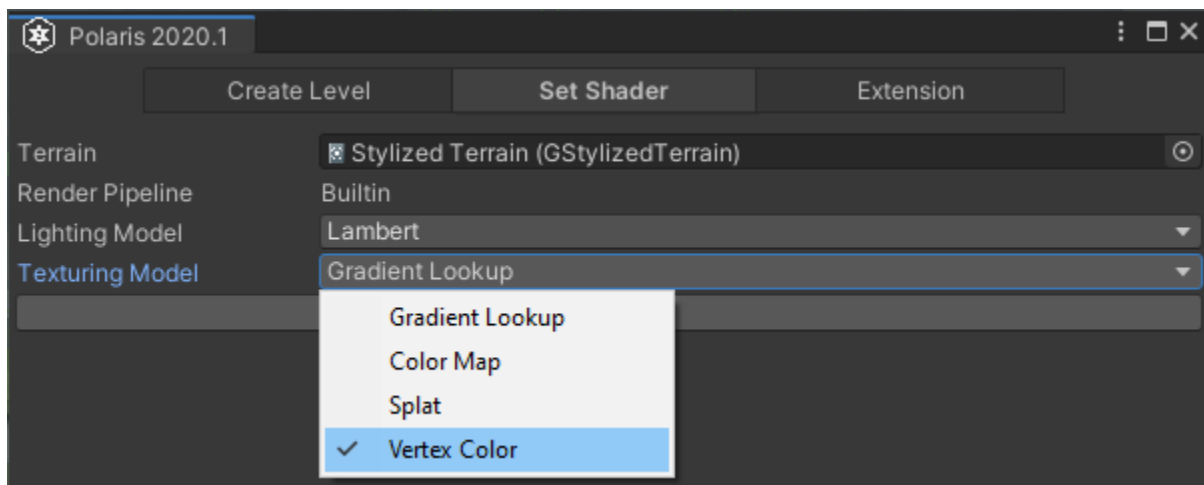 Polaris 2020.1
Create Level Set Shader Extension
Terrain Stylized Terrain (GStylizedTerrain)
Render Pipeline Builtin
Lighting Model Lambert
Texturing Model Gradient Lookup
Gradient Lookup
Color Map
Splat
Vertex Color